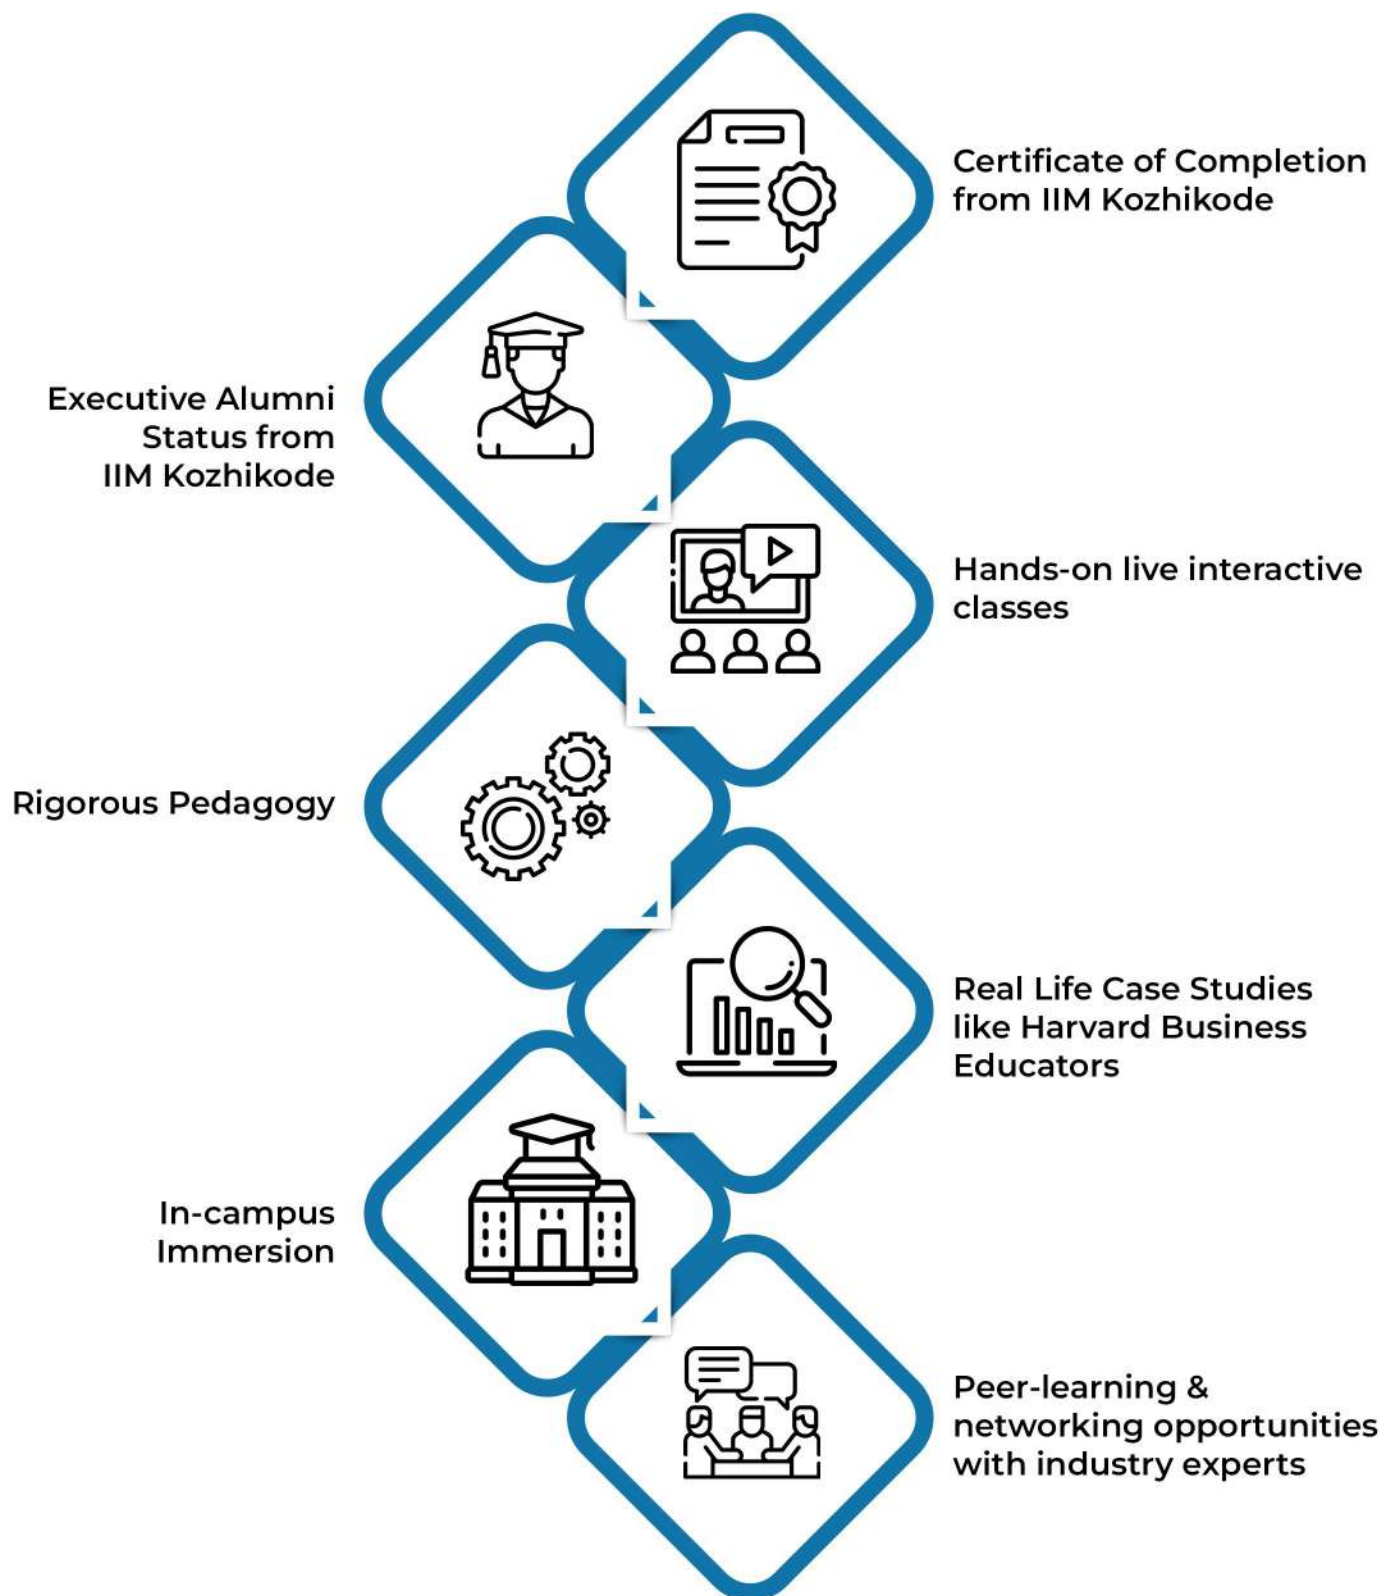 Certificate of Completion
from IIM Kozhikode
Executive Alumni
Status from
IIM Kozhikode
Hands-on live interactive
classes
Rigorous Pedagogy
Real Life Case Studies
like Harvard Business
Educators
In-campus
Immersion
Peer-learning &
networking opportunities
with industry experts